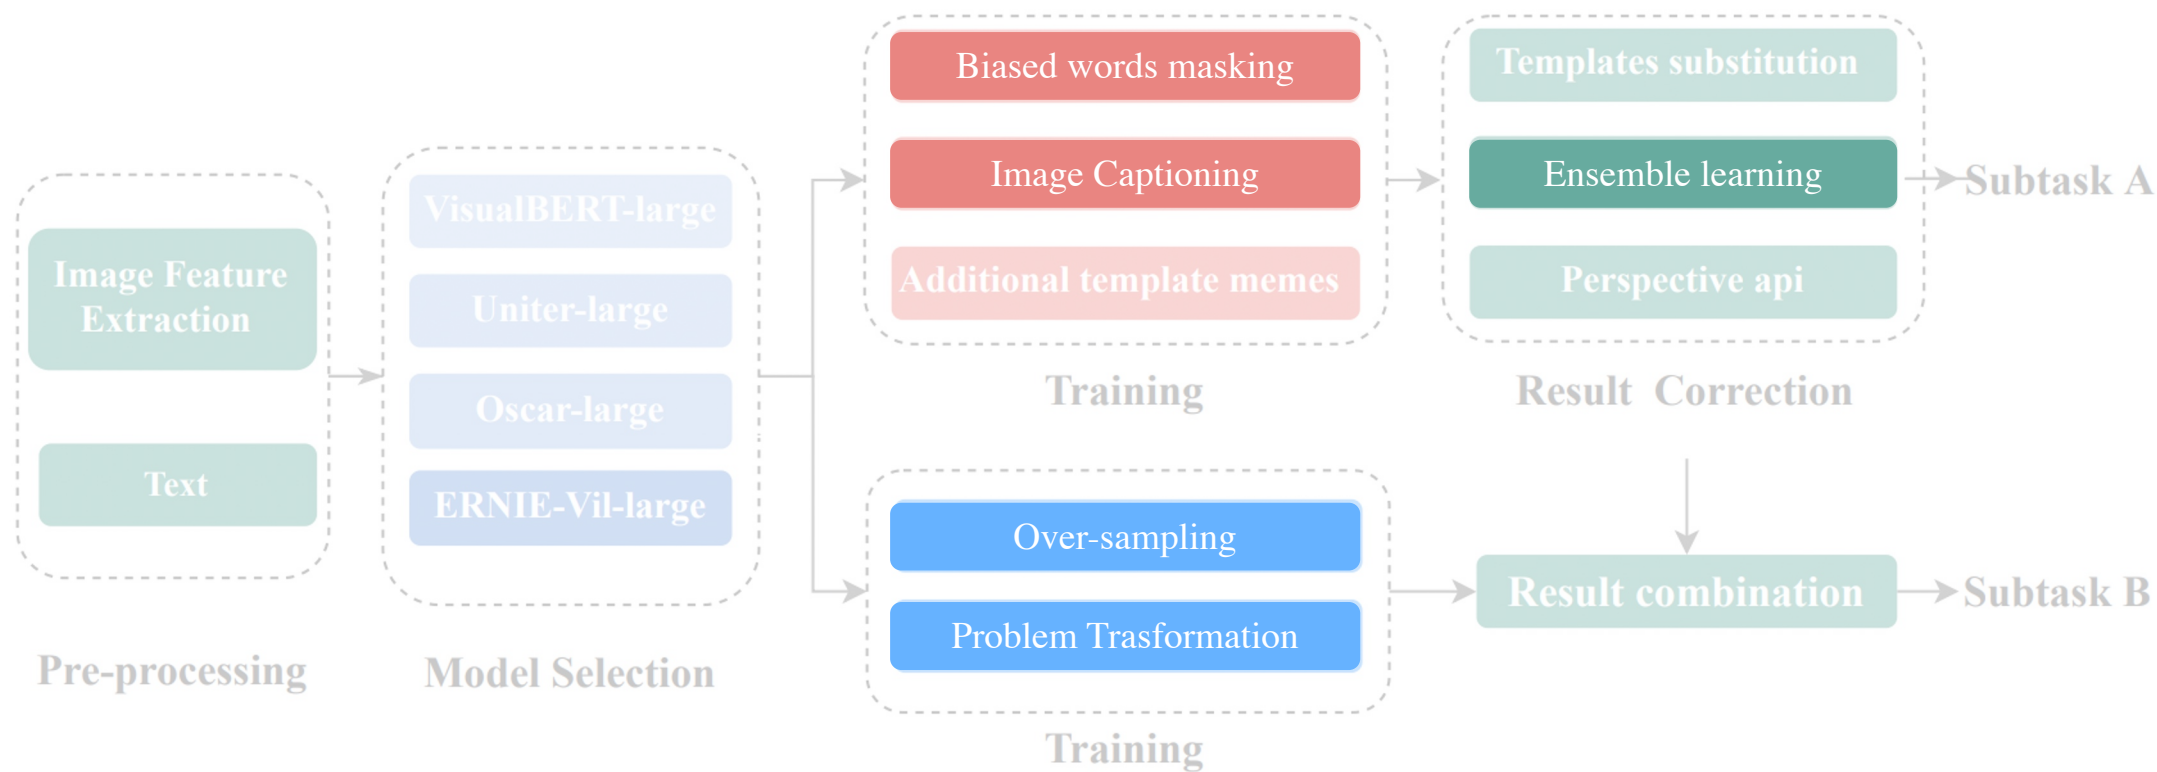 Image Feature
Extraction
Text
Pre-processing
VisualBERT-large
Uniter-large
Oscar-large
ERNIE-Vil-large
Model Selection
Biased words masking
Image Captioning
Additional template memes
Training
Over-sampling
Problem Trasformation
Training
Templates substitution
Ensemble learning
Perspective api
Result Correction
Result combination
Subtask A
Subtask B